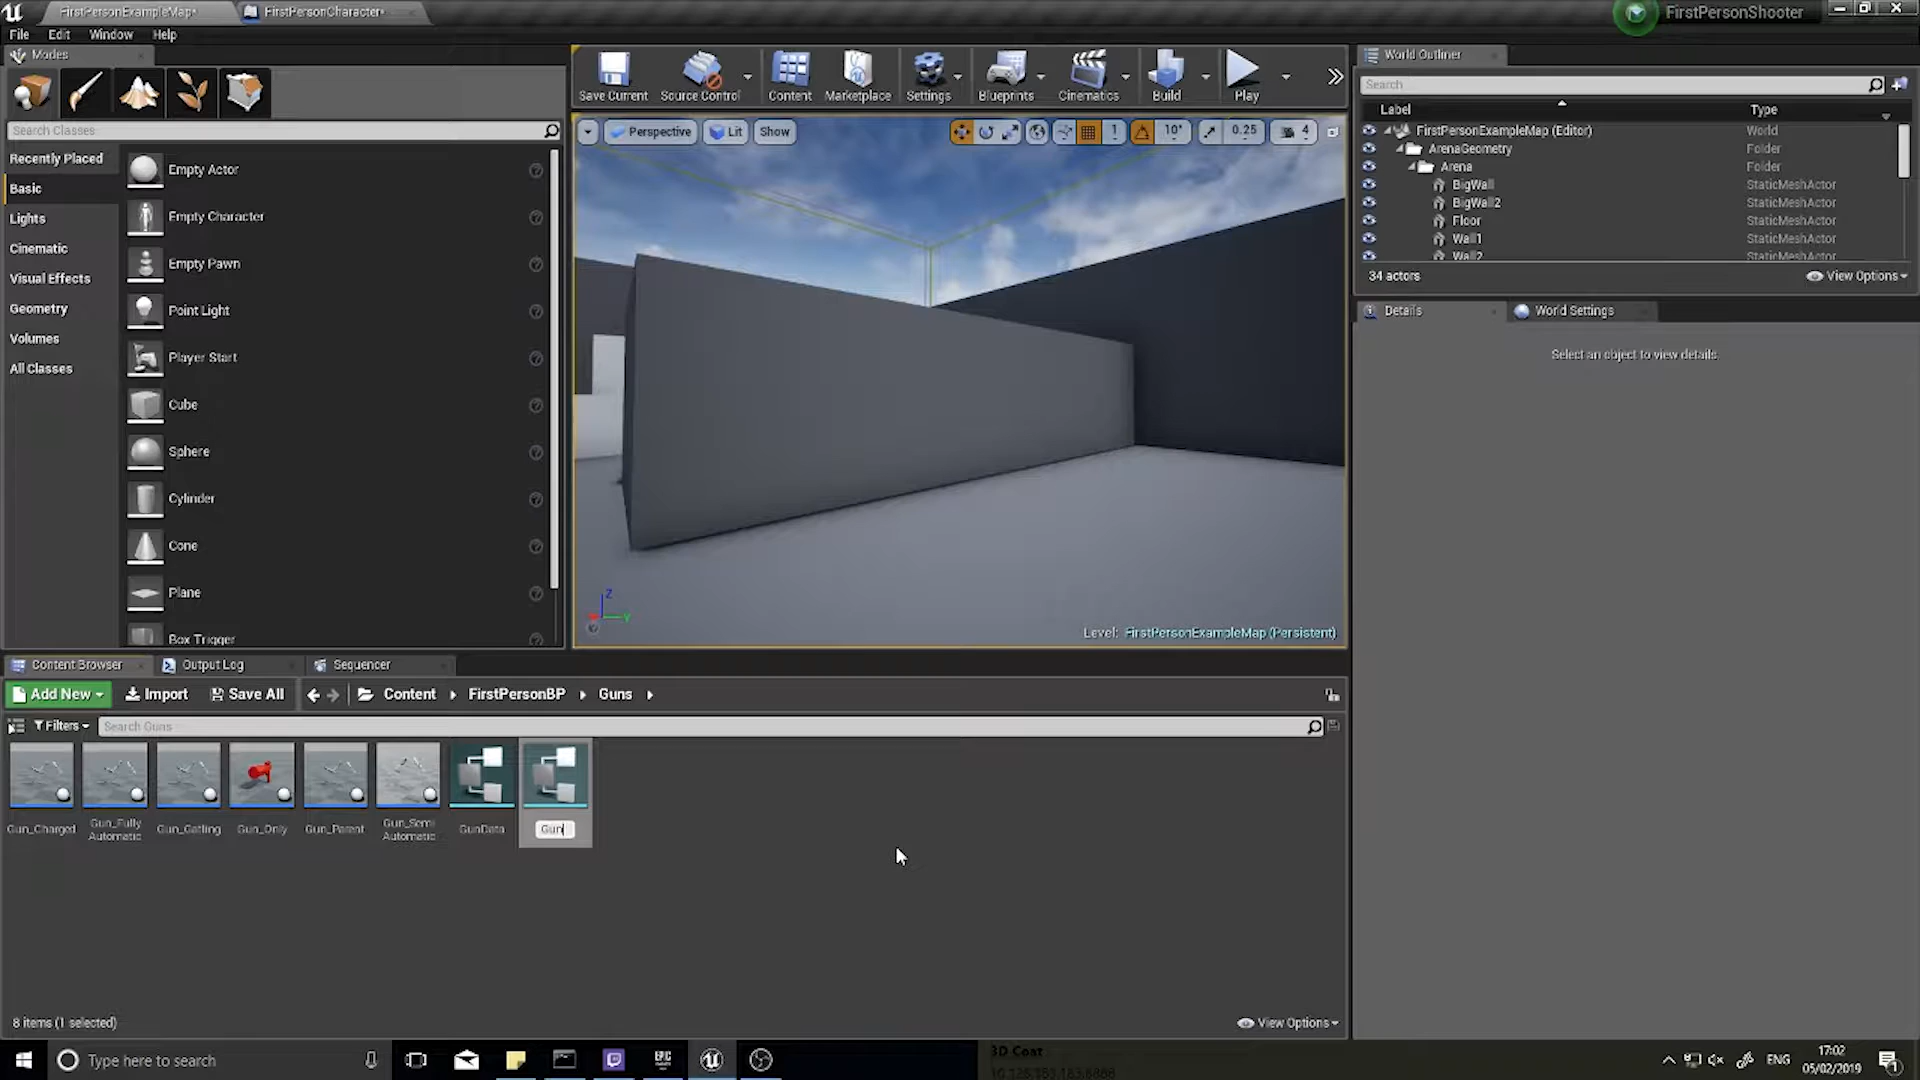 FirstPersonExampleMap*
FirstPersonCharacter*
FirstPersonShooter
File Edit Window Help
Modes
Search Classes
Recently Placed
Basic
Lights
Cinematic
Visual Effects
Geometry
Volumes
All Classes
Empty Actor
Empty Character
Empty Pawn
Point Light
Player Start
Cube
Sphere
Cylinder
Cone
Plane
Box Trigger
Save Current
Source Control
Content
Marketplace
Settings
Blueprints
Cinematics
Build
Play
Perspective
Lit
Show
1
10°
0.25
4
Z
Y
Level: FirstPersonExampleMap (Persistent)
World Outliner
Search
Label Type
FirstPersonExampleMap (Editor) World
ArenaGeometry Folder
Arena Folder
BigWall StaticMeshActor
BigWall2 StaticMeshActor
Floor StaticMeshActor
Wall1 StaticMeshActor
Wall2 StaticMeshActor
34 actors
View Options
Details
World Settings
Select an object to view details.
Content Browser
Output Log
Sequencer
Add New
Import
Save All
Content
FirstPersonBP
Guns
Filters
Search Guns
Gun_Charged
Gun_Fully
Automatic
Gun_Gatling
Gun_Only
Gun_Parent
Gun_Semi
Automatic
GunData
Gun
8 items (1 selected)
View Options
Type here to search
EPIC
3D Coat
ENG
17:02
05/02/2019
1